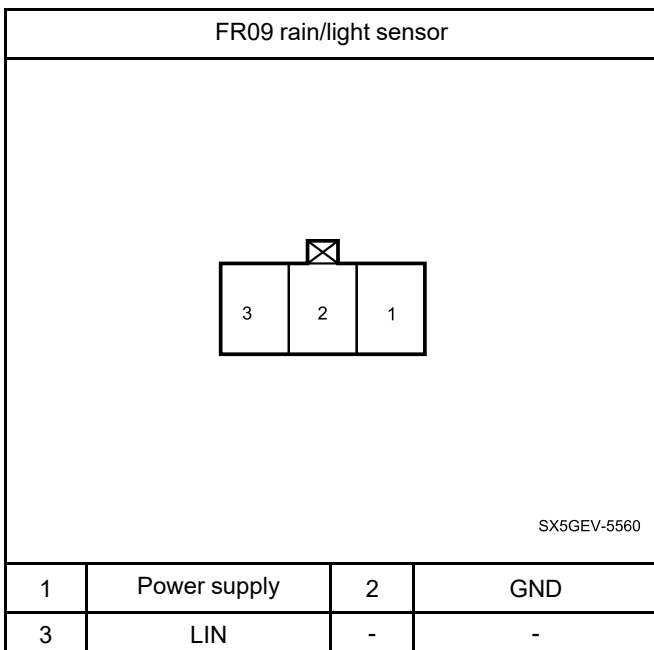 FR09 rain/light sensor
3 2 1
SX5GEV-5560
1 Power supply 2 GND
3 LIN - -